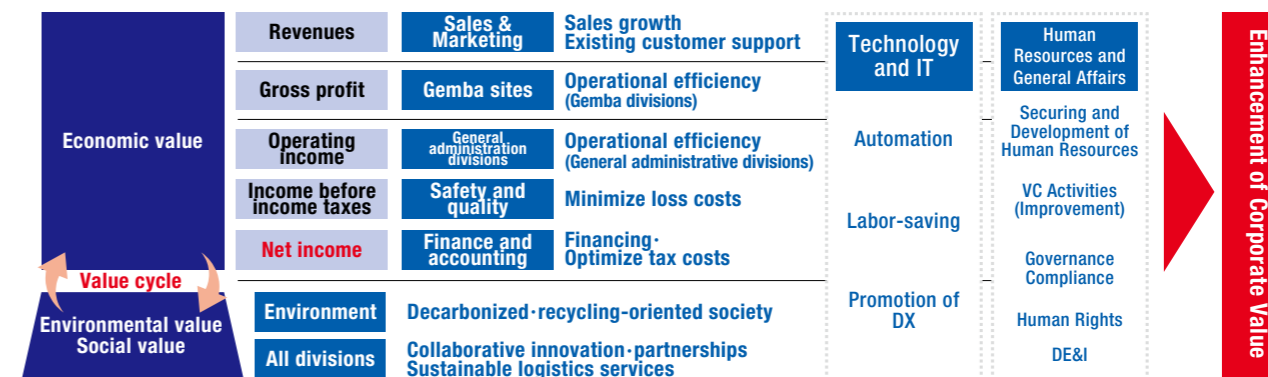 Economic value
Value cycle
Environmental value
Social value
Revenues
Sales &
Marketing
Sales growth
Existing customer support
Gross profit
Gemba sites
Operational efficiency
(Gemba divisions)
Operating
income
General
administration
divisions
Operational efficiency
(General administrative divisions)
Income before
income taxes
Safety and
quality
Minimize loss costs
Net income
Finance and
accounting
Financing·
Optimize tax costs
Environment
Decarbonized·recycling-oriented society
All divisions
Collaborative innovation·partnerships
Sustainable logistics services
Technology
and IT
Automation
Labor-saving
Promotion of
DX
Human
Resources and
General Affairs
Securing and
Development of
Human Resources
VC Activities
(Improvement)
Governance
Compliance
Human Rights
DE&I
Enhancement of Corporate Value